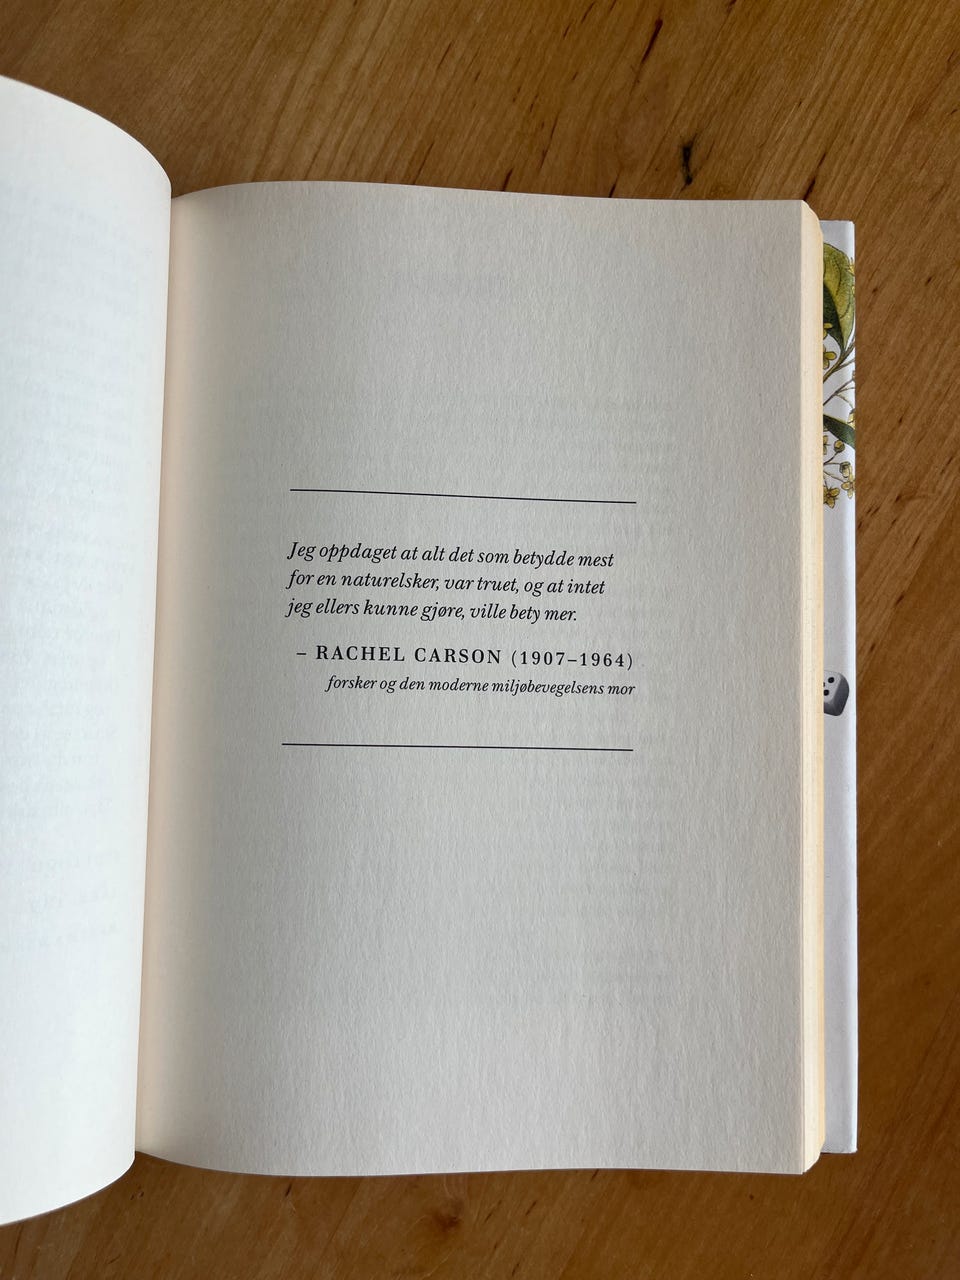 Jeg oppdaget at alt det som betydde mest
for en naturelsker, var truet, og at intet
jeg ellers kunne gjøre, ville bety mer.
– RACHEL CARSON (1907–1964)
forsker og den moderne miljøbevegelsens mor